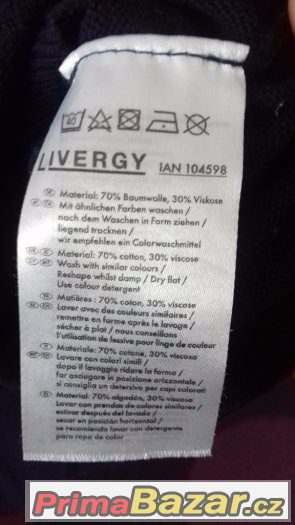 40
LIVERGY IAN 104598
Material: 70% Baumwolle, 30% Viskose
Mit ähnlichen Farben waschen /
nach dem Waschen in Form ziehen /
liegend trocknen /
wir empfehlen ein Colorwaschmittel
Material: 70% cotton, 30% viscose
Wash with similar colours /
Reshape whilst damp / Dry flat /
Use colour detergent
Matières : 70% coton, 30% viscose
Laver avec des couleurs similaires /
remettre en forme après le lavage /
sécher à plat / nous conseillons
l'utilisation de lessive pour linge de couleur
Materiale: 70% cotone, 30% viscosa
Lavare con colori simili /
dopo il lavaggio ridare la forma /
far asciugare in posizione orizzontale /
si consiglia un detersivo per capi colorati
Material: 70% algodón, 30% viscosa
Lavar con prendas de colores similares /
estirar después del lavado /
secar en posición horizontal /
se recomienda lavar con detergente
para ropa de color
PrimaBazar.cz